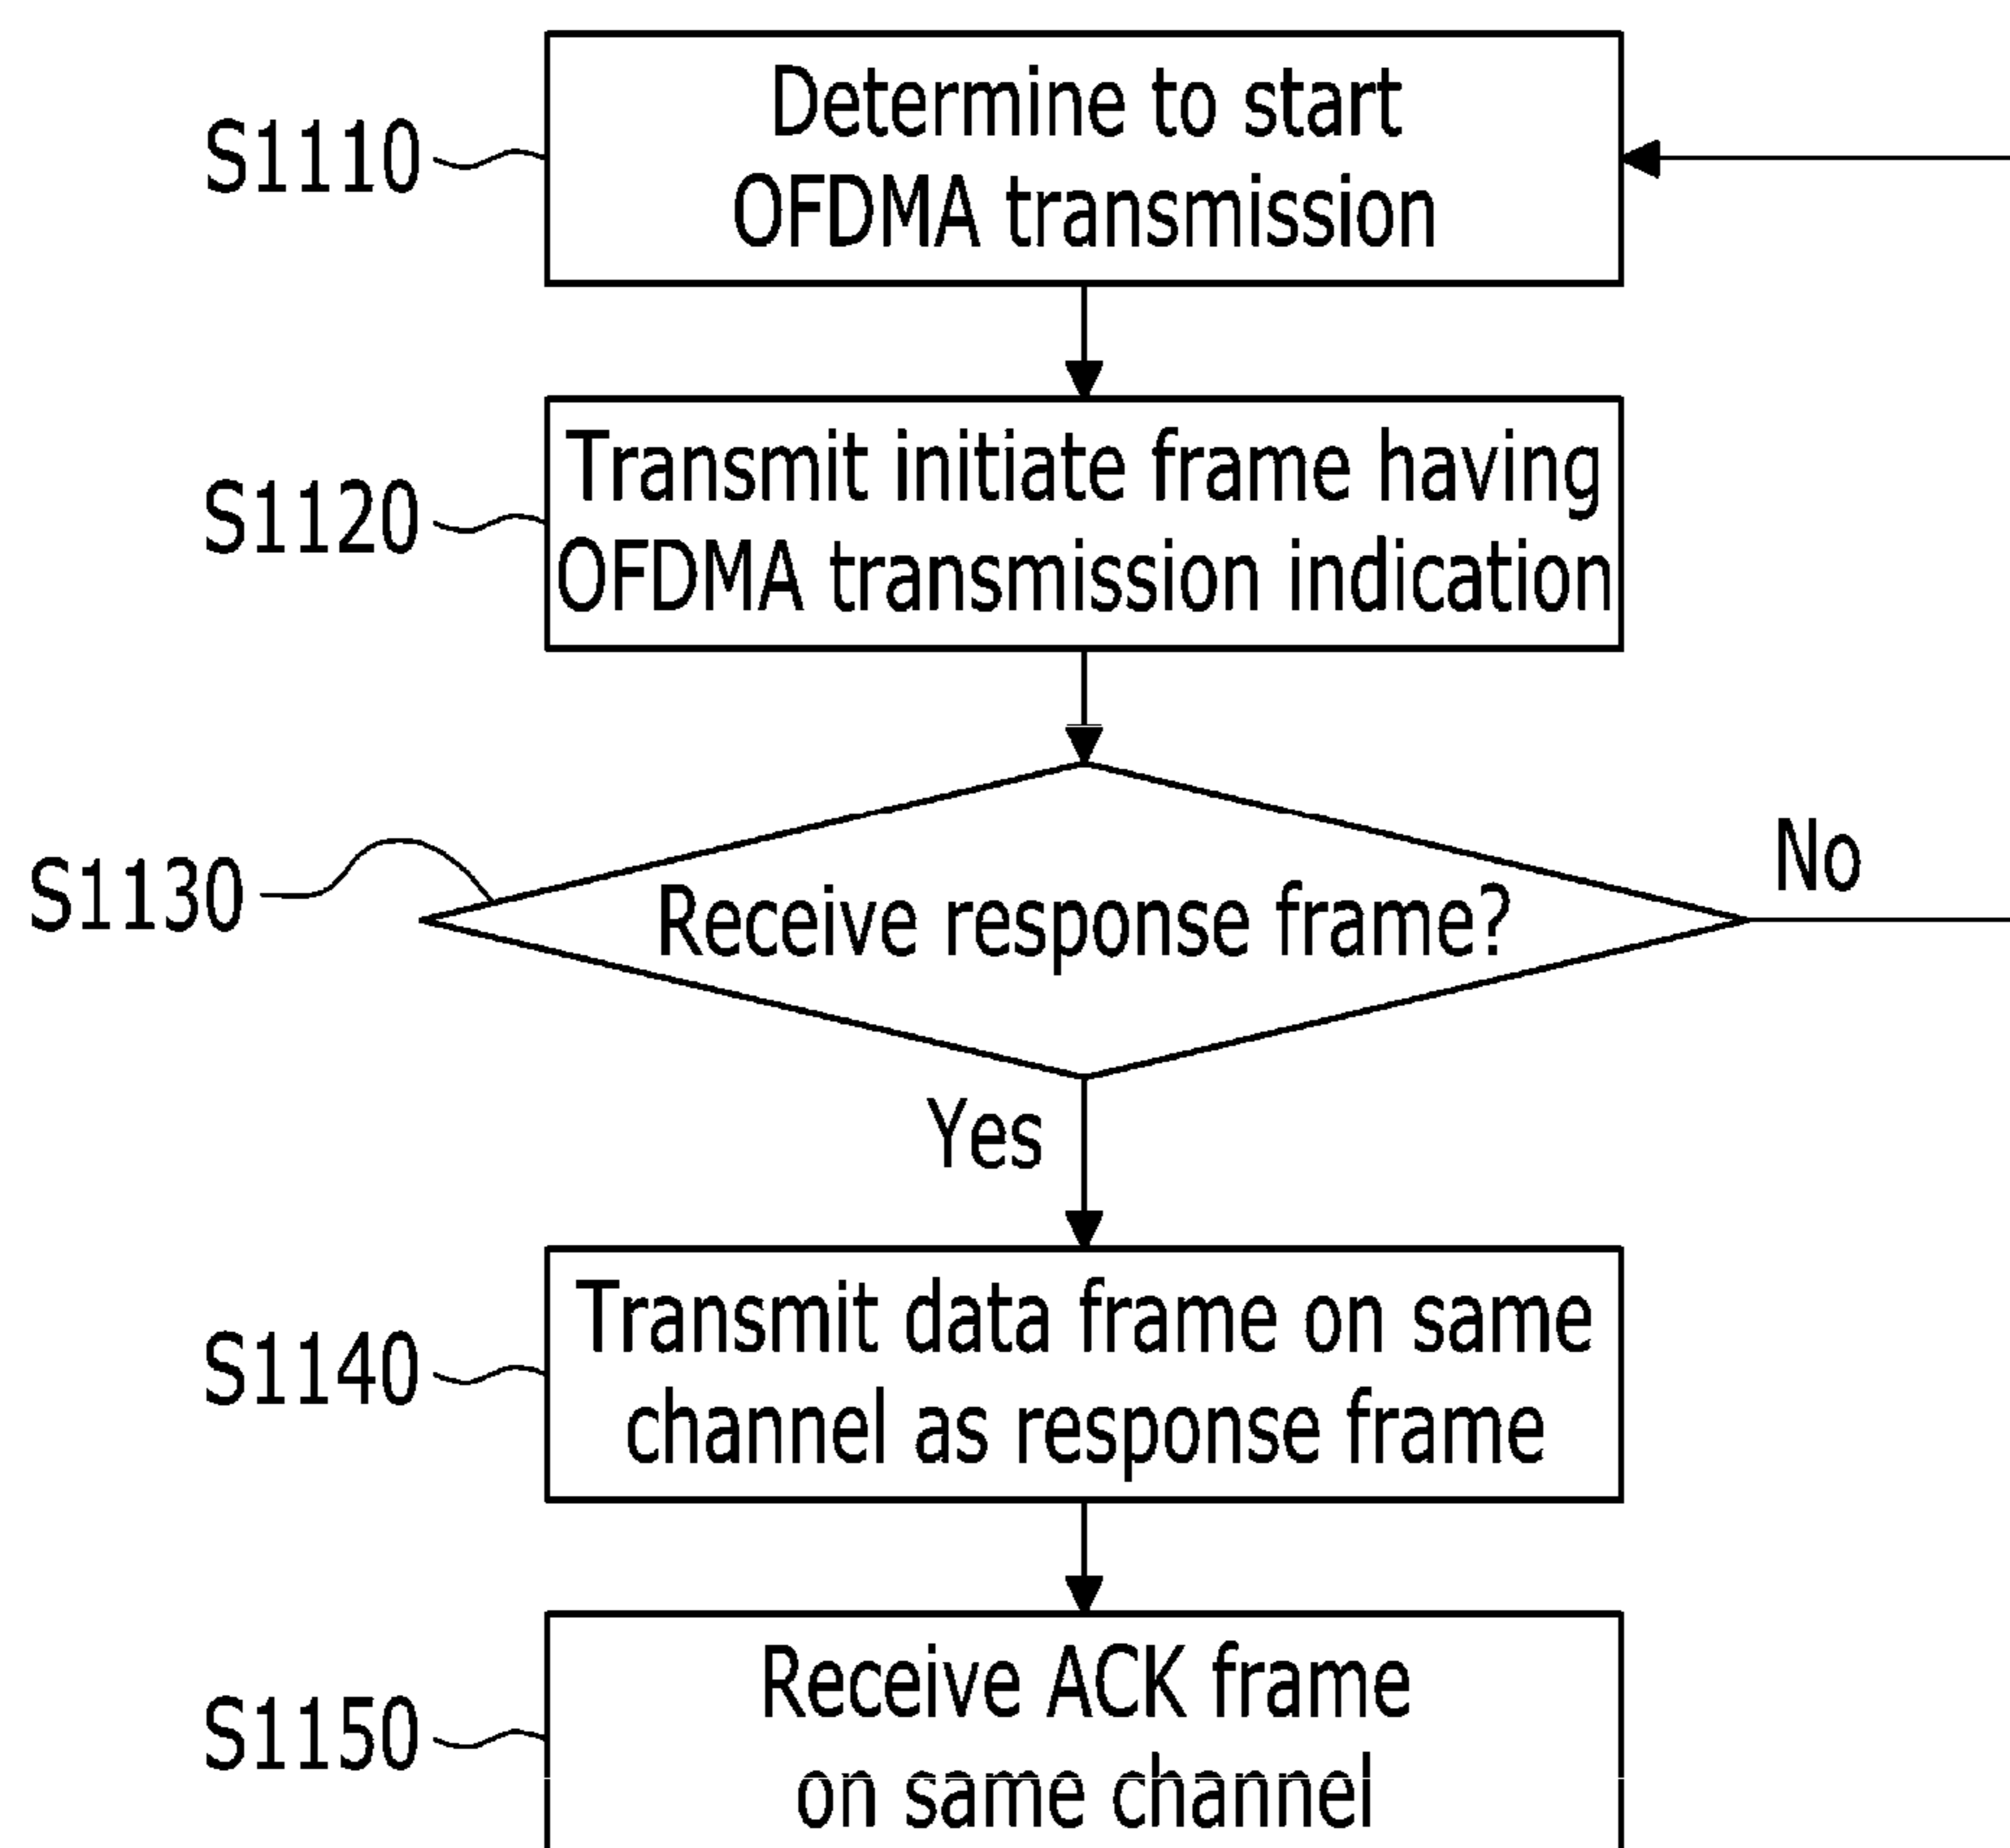 S1110
Determine to start
OFDMA transmission
S1120
Transmit initiate frame having
OFDMA transmission indication
S1130
Receive response frame?
No
Yes
S1140
Transmit data frame on same
channel as response frame
S1150
Receive ACK frame
on same channel